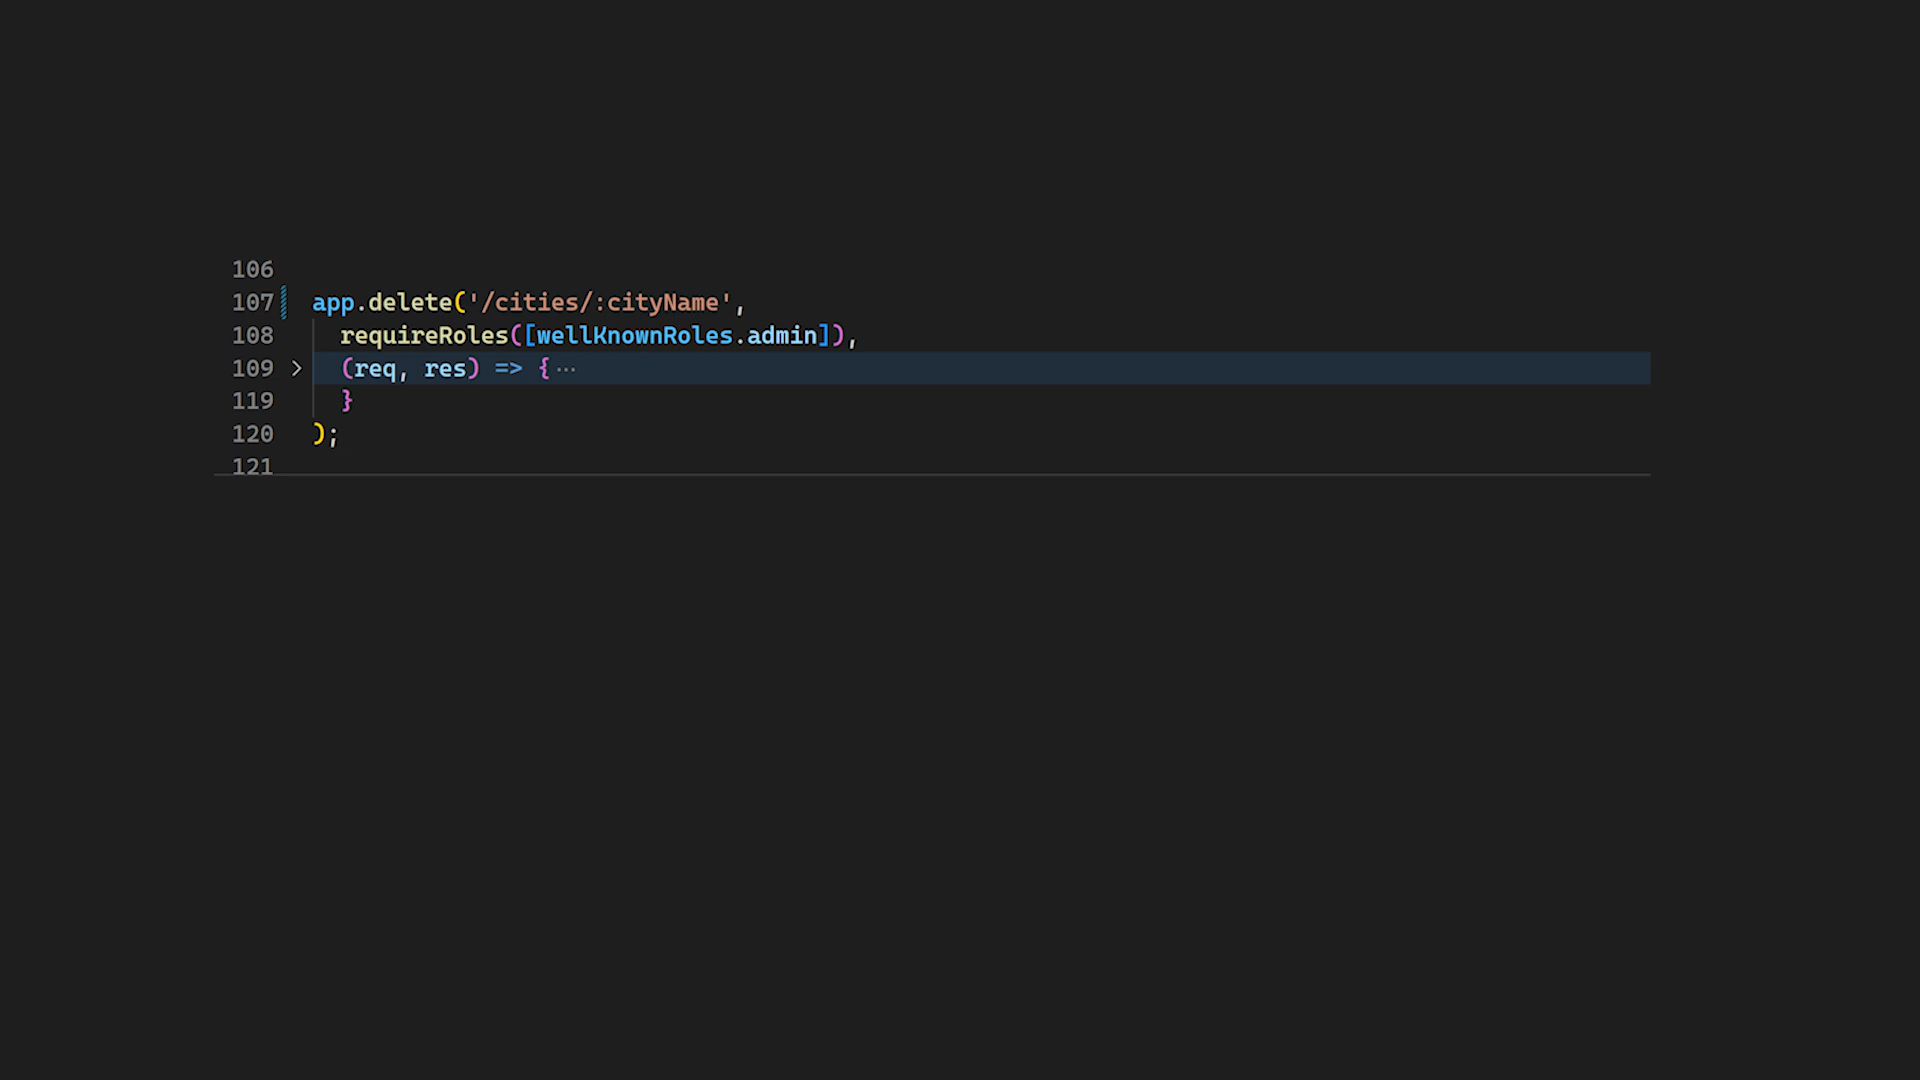 106
107 app.delete('/cities/:cityName',
108 requireRoles([wellKnownRoles.admin]),
109 > (req, res) => { ···
119 }
120 );
121